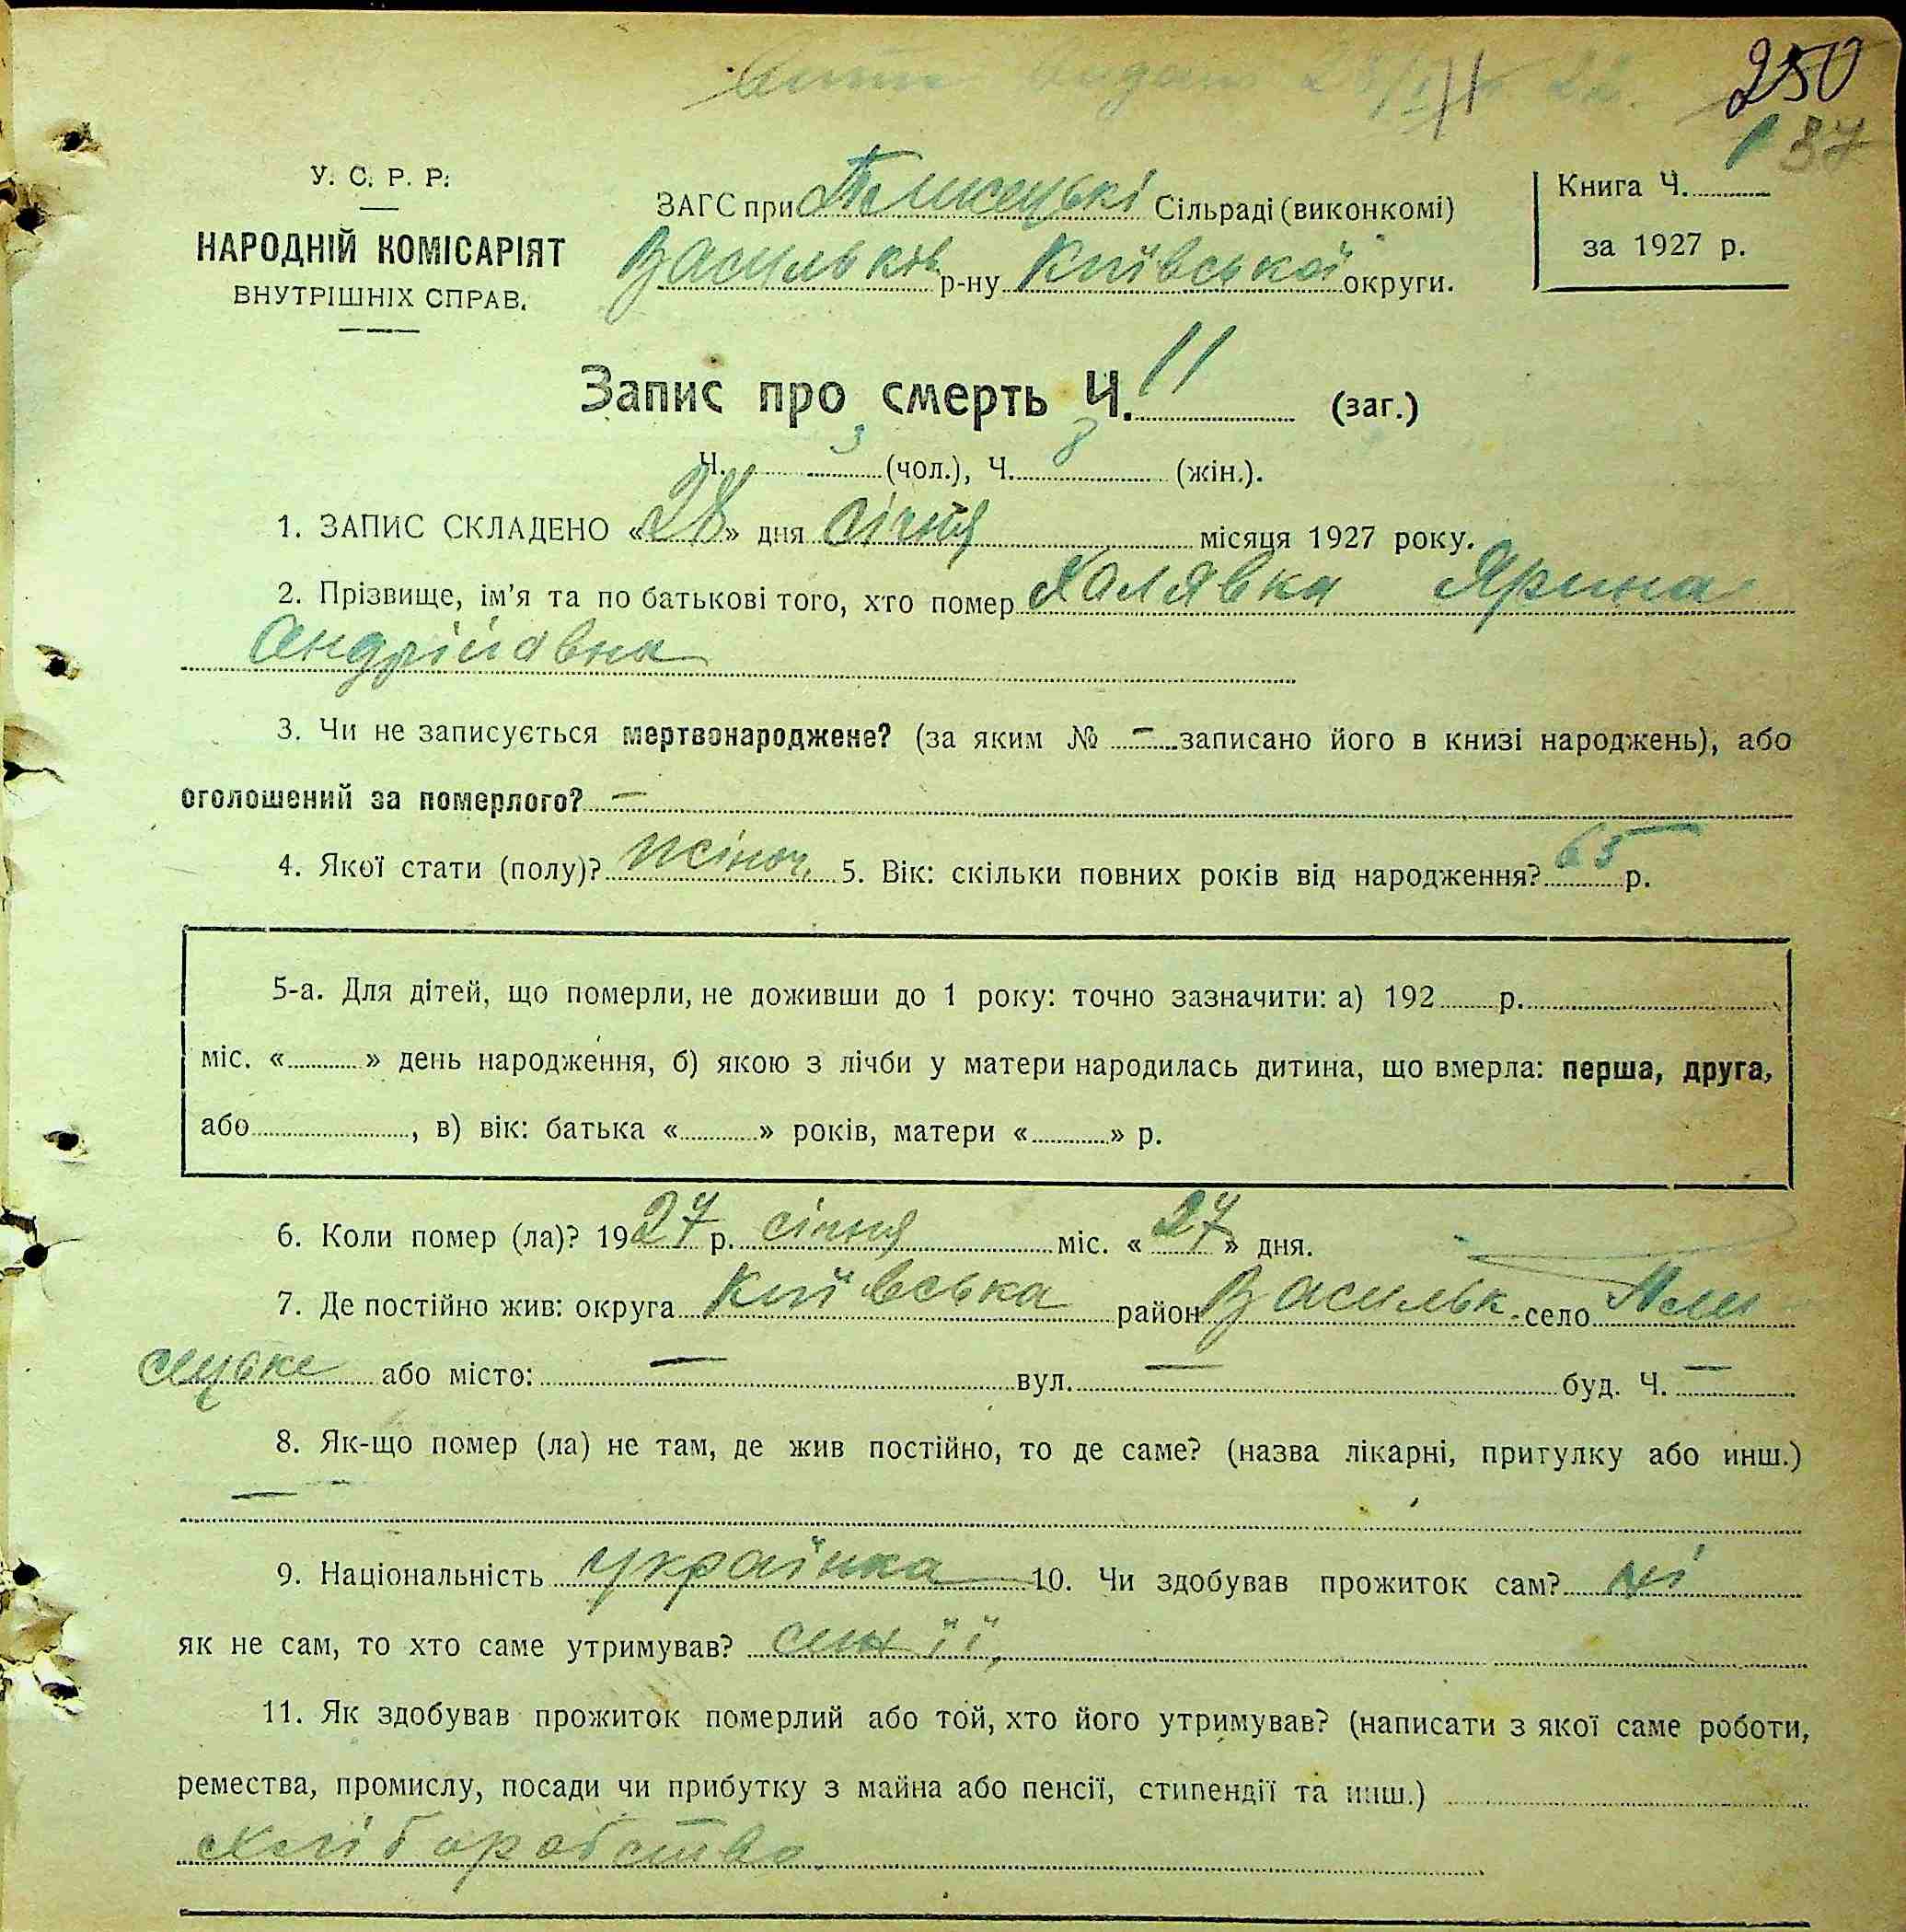 250
37
У. С. Р. Р.
НАРОДНІЙ КОМІСАРІЯТ
ВНУТРІШНІХ СПРАВ.
ЗАГС при Плисецькі Сільраді (виконкомі)
Васильків р-ну Київської округи.
Книга Ч.
за 1927 р.
Запис про смерть Ч. 11 (заг.)
Ч. 3 (чол.), Ч. 8 (жін.).
1. ЗАПИС СКЛАДЕНО «28» дня січня місяця 1927 року.
2. Прізвище, ім'я та по батькові того, хто помер Халявка Ярина
Андріївна
3. Чи не записується мертвонароджене? (за яким № – записано його в книзі народжень), або
оголошений за померлого? –
4. Якої стати (полу)? жіноч. 5. Вік: скільки повних років від народження? 65 р.
5-а. Для дітей, що померли, не доживши до 1 року: точно зазначити: а) 192 р.
міс. « » день народження, б) якою з лічби у матери народилась дитина, що вмерла: перша, друга,
або , в) вік: батька « » років, матери « » р.
6. Коли помер (ла)? 1927 р. січня міс. «27» дня.
7. Де постійно жив: округа Київська район Васильк. село Пли
сецьке або місто: – вул. – буд. Ч. –
8. Як-що помер (ла) не там, де жив постійно, то де саме? (назва лікарні, притулку або инш.)
–
9. Національність українка 10. Чи здобував прожиток сам? ні
як не сам, то хто саме утримував? син її,
11. Як здобував прожиток померлий або той, хто його утримував? (написати з якої саме роботи,
ремества, промислу, посади чи прибутку з майна або пенсії, стипендії та инш.)
хліборобство